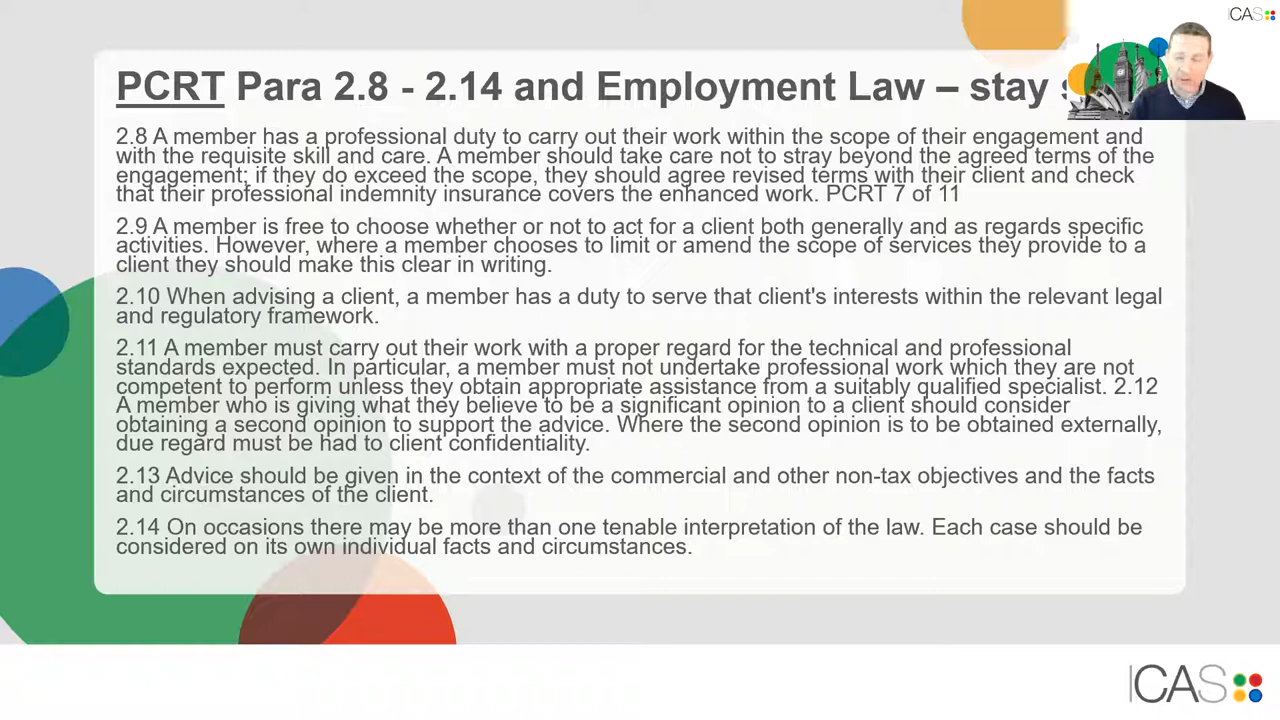 ICAS
PCRT Para 2.8 - 2.14 and Employment Law – stay
2.8 A member has a professional duty to carry out their work within the scope of their engagement and
with the requisite skill and care. A member should take care not to stray beyond the agreed terms of the
engagement; if they do exceed the scope, they should agree revised terms with their client and check
that their professional indemnity insurance covers the enhanced work. PCRT 7 of 11
2.9 A member is free to choose whether or not to act for a client both generally and as regards specific
activities. However, where a member chooses to limit or amend the scope of services they provide to a
client they should make this clear in writing.
2.10 When advising a client, a member has a duty to serve that client's interests within the relevant legal
and regulatory framework.
2.11 A member must carry out their work with a proper regard for the technical and professional
standards expected. In particular, a member must not undertake professional work which they are not
competent to perform unless they obtain appropriate assistance from a suitably qualified specialist. 2.12
A member who is giving what they believe to be a significant opinion to a client should consider
obtaining a second opinion to support the advice. Where the second opinion is to be obtained externally,
due regard must be had to client confidentiality.
2.13 Advice should be given in the context of the commercial and other non-tax objectives and the facts
and circumstances of the client.
2.14 On occasions there may be more than one tenable interpretation of the law. Each case should be
considered on its own individual facts and circumstances.
ICAS